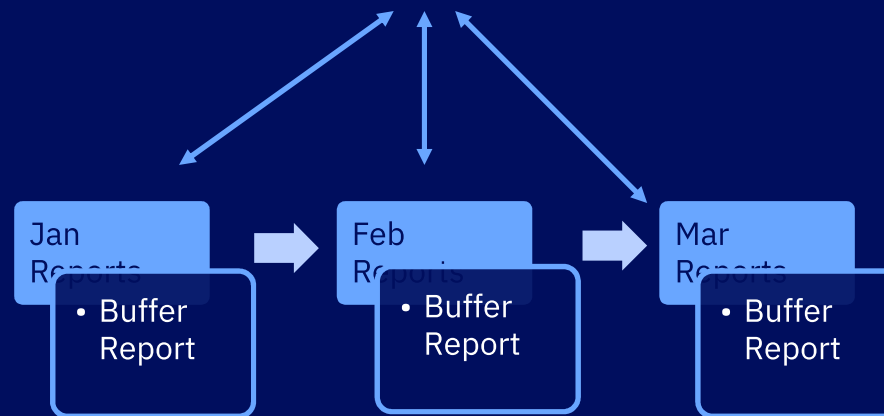 Jan
Reports
Feb
Reports
Mar
Reports
• Buffer
Report
• Buffer
Report
• Buffer
Report